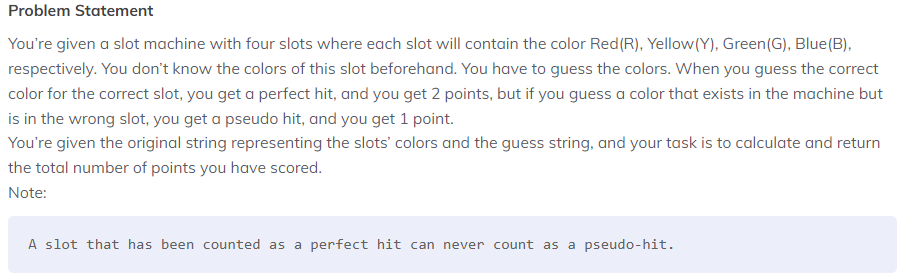 Problem Statement
You’re given a slot machine with four slots where each slot will contain the color Red(R), Yellow(Y), Green(G), Blue(B),
respectively. You don’t know the colors of this slot beforehand. You have to guess the colors. When you guess the correct
color for the correct slot, you get a perfect hit, and you get 2 points, but if you guess a color that exists in the machine but
is in the wrong slot, you get a pseudo hit, and you get 1 point.
You’re given the original string representing the slots’ colors and the guess string, and your task is to calculate and return
the total number of points you have scored.
Note:
A slot that has been counted as a perfect hit can never count as a pseudo-hit.